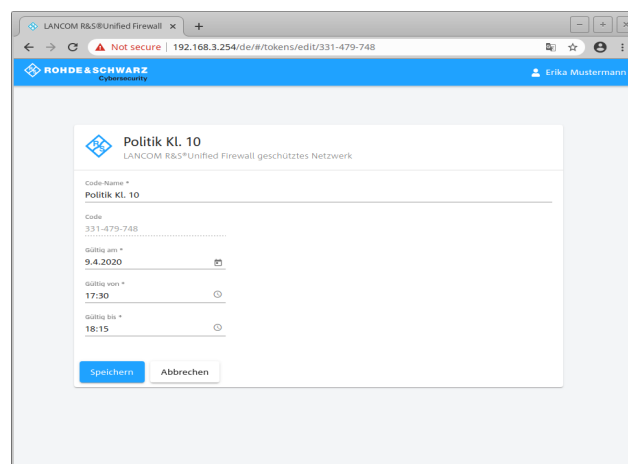 LANCOM R&S®Unified Firewall
Not secure | 192.168.3.254/de/#/tokens/edit/331-479-748
ROHDE & SCHWARZ
Cybersecurity
Erika Mustermann
Politik Kl. 10
LANCOM R&S®Unified Firewall geschütztes Netzwerk
Code-Name *
Politik Kl. 10
Code
331-479-748
Gültig am *
9.4.2020
Gültig von *
17:30
Gültig bis *
18:15
Speichern Abbrechen